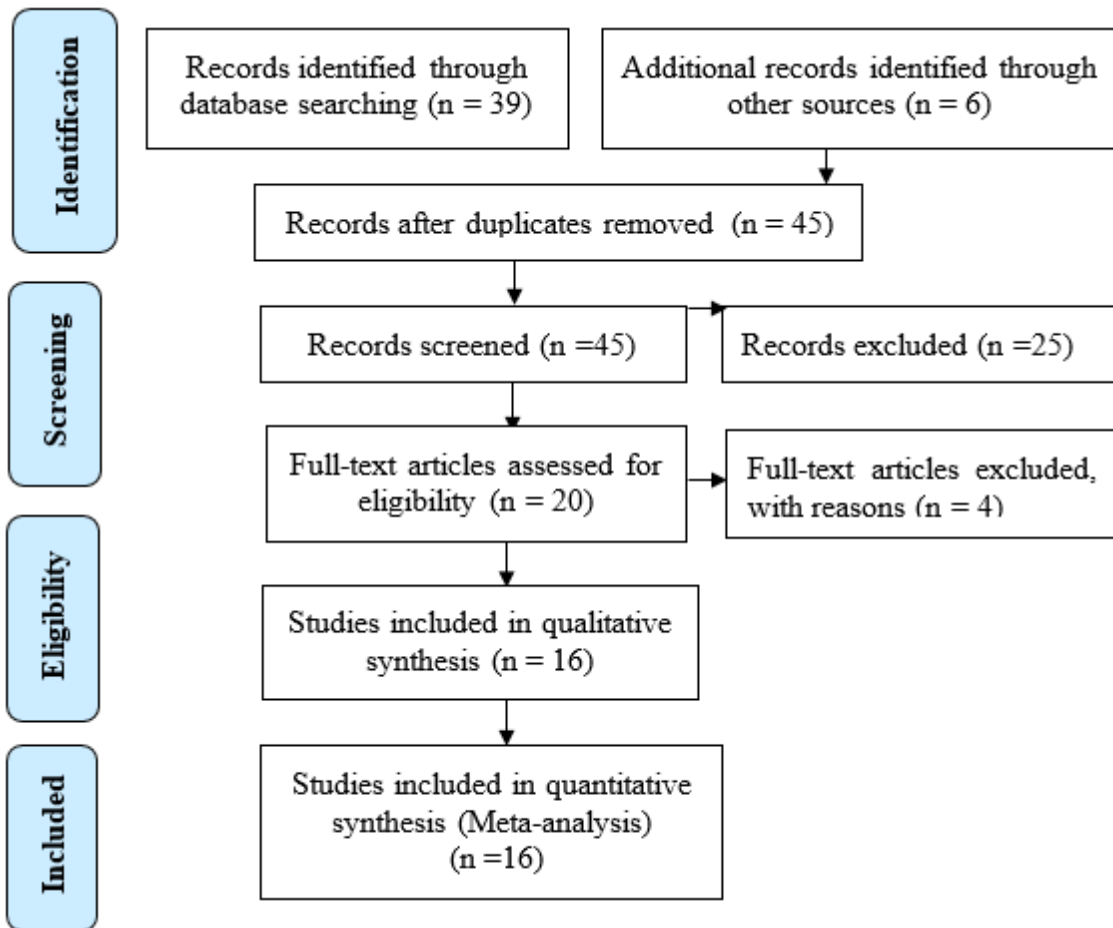 Identification
Records identified through
database searching (n = 39)
Additional records identified through
other sources (n = 6)
Records after duplicates removed (n = 45)
Screening
Records screened (n =45)
Records excluded (n =25)
Full-text articles assessed for
eligibility (n = 20)
Full-text articles excluded,
with reasons (n = 4)
Eligibility
Studies included in qualitative
synthesis (n = 16)
Included
Studies included in quantitative
synthesis (Meta-analysis)
(n =16)